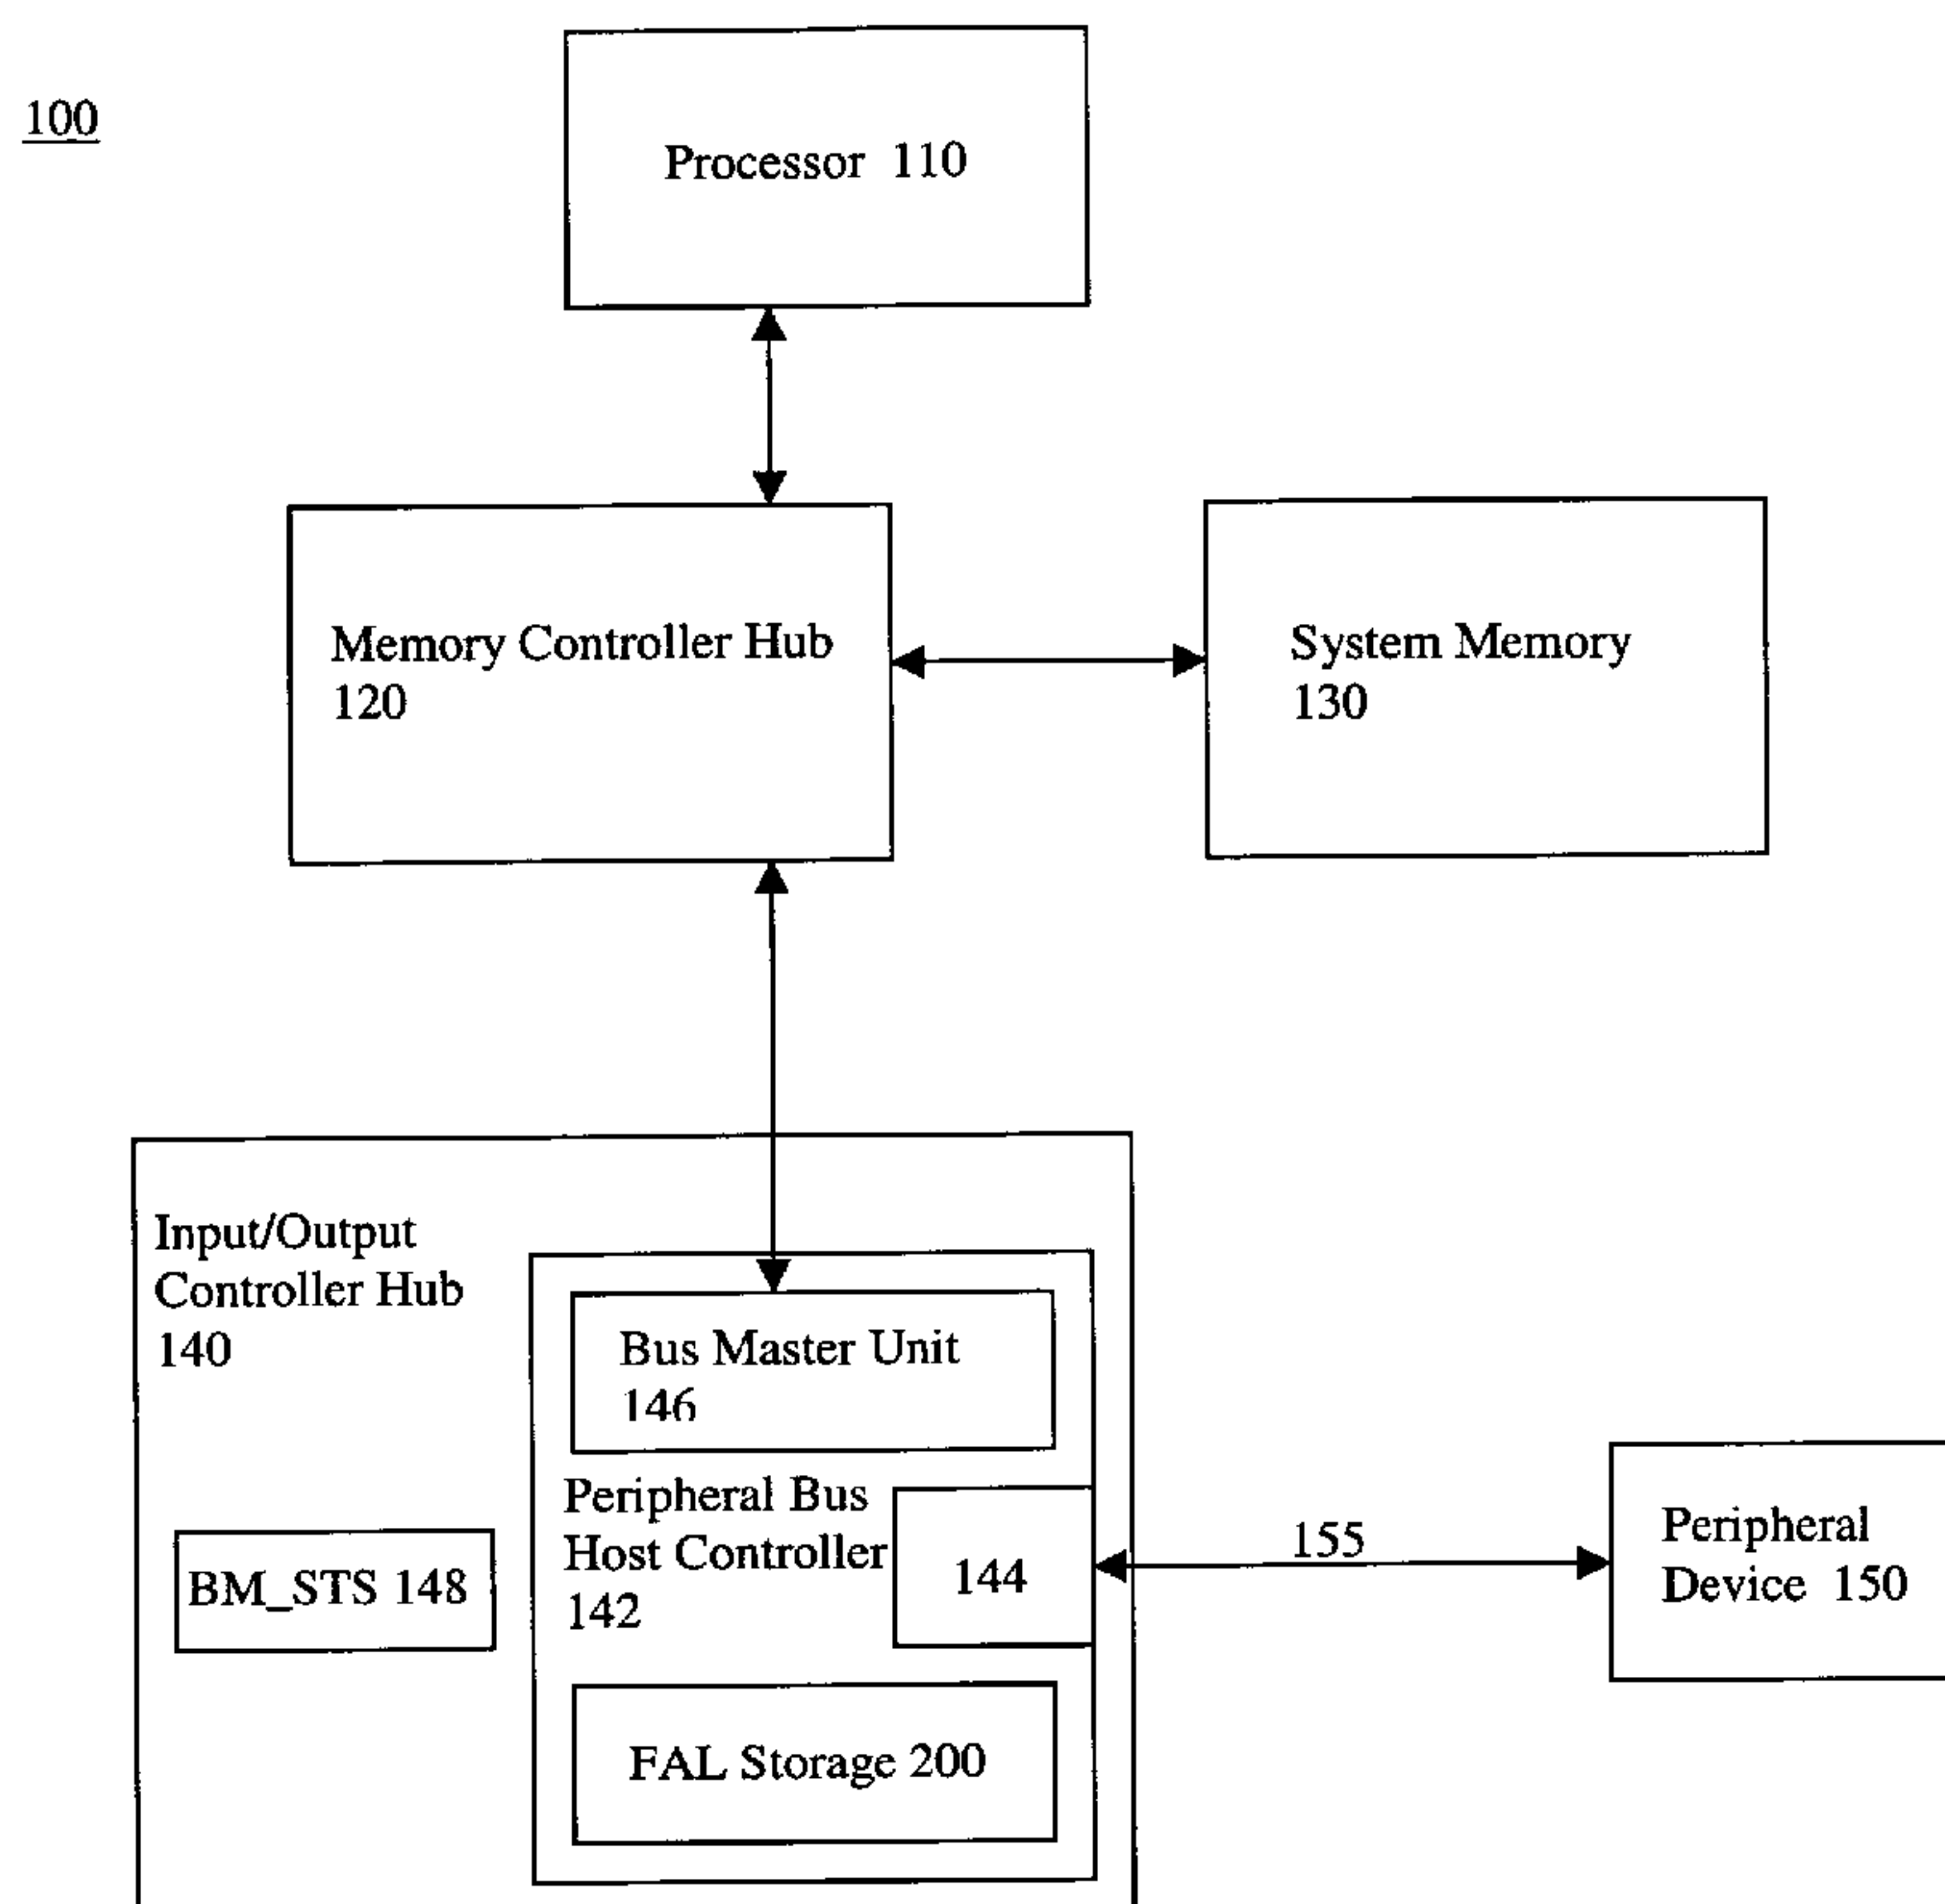 100
Processor 110
Memory Controller Hub
120
System Memory
130
Input/Output
Controller Hub
140
Bus Master Unit
146
Peripheral Bus
Host Controller
142
144
BM_STS 148
FAL Storage 200
155
Peripheral
Device 150